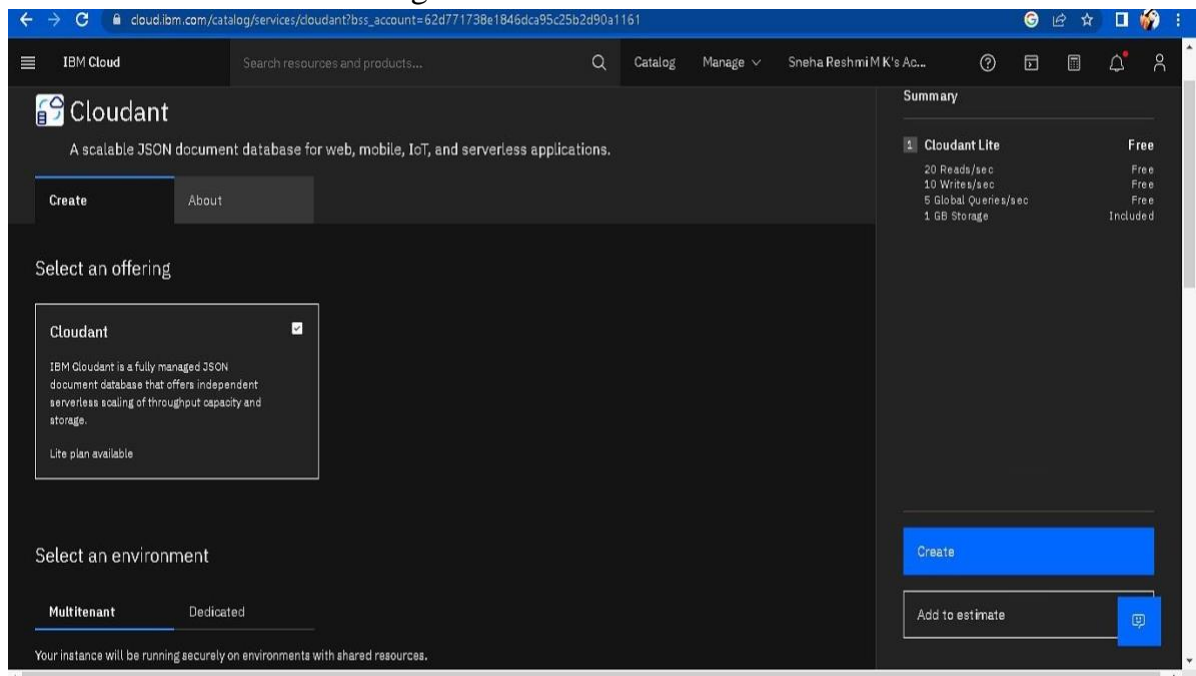 cloud.ibm.com/catalog/services/cloudant?bss_account=62d771738e1846dca95c25b2d90a1161
IBM Cloud
Search resources and products...
Catalog
Manage
Sneha Reshmi M K's Ac...
Cloudant
A scalable JSON document database for web, mobile, IoT, and serverless applications.
Create
About
Select an offering
Cloudant
IBM Cloudant is a fully managed JSON
document database that offers independent
serverless scaling of throughput capacity and
storage.
Lite plan available
Select an environment
Multitenant
Dedicated
Your instance will be running securely on environments with shared resources.
Summary
1 Cloudant Lite Free
20 Reads/sec Free
10 Writes/sec Free
5 Global Queries/sec Free
1 GB Storage Included
Create
Add to estimate